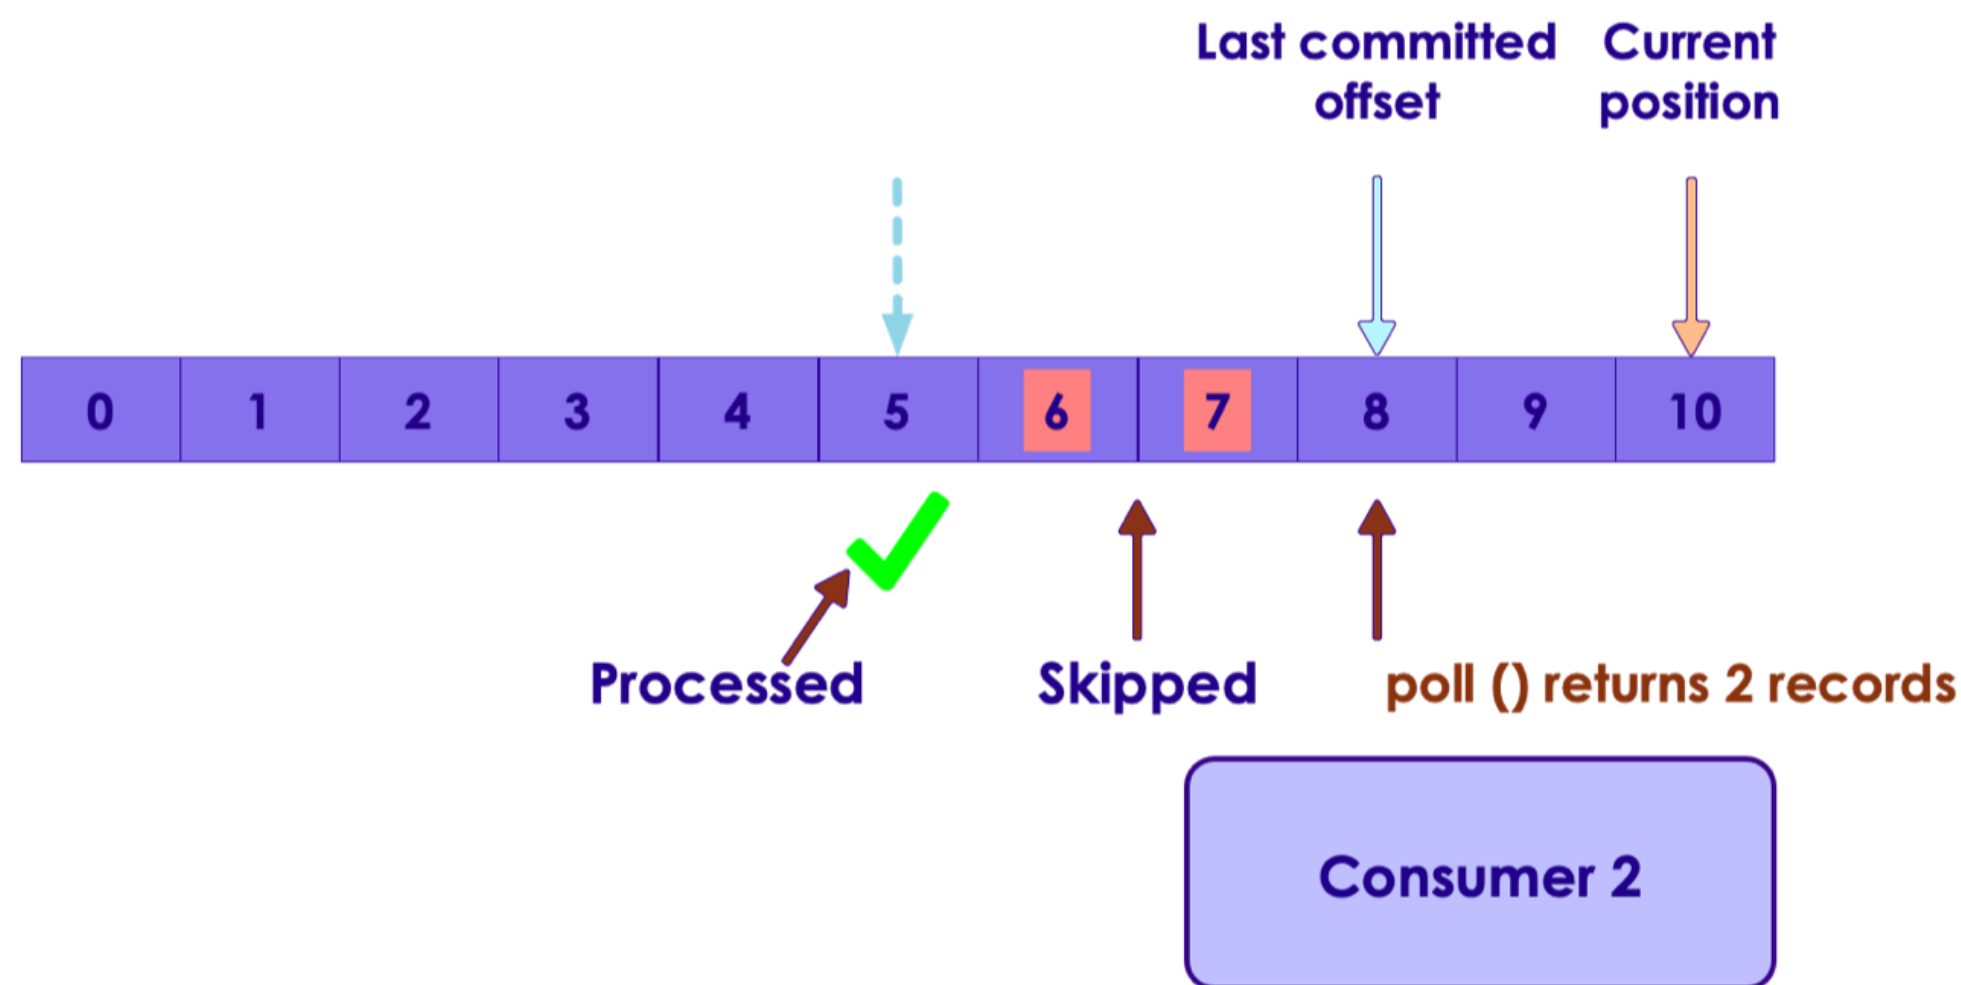 Last committed
offset
Current
position
0 1 2 3 4 5 6 7 8 9 10
Processed
Skipped
poll () returns 2 records
Consumer 2